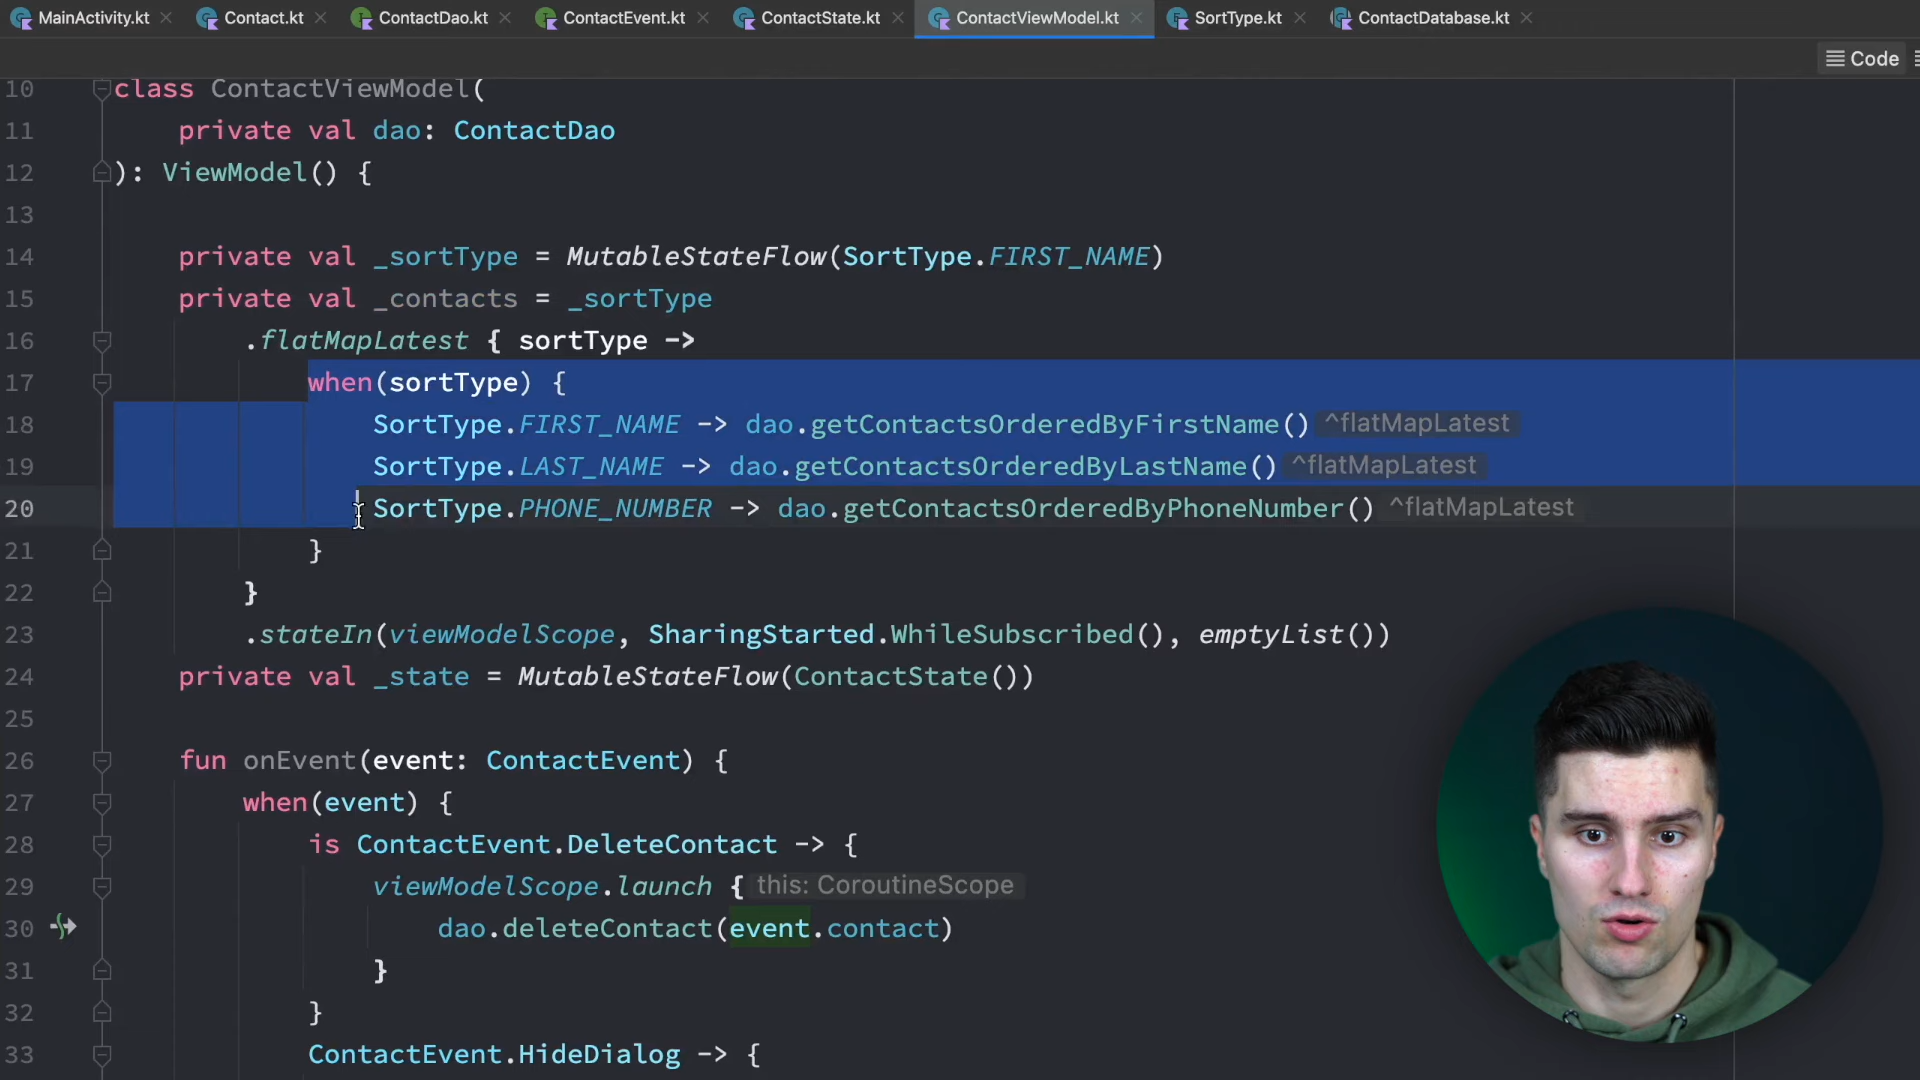 MainActivity.kt Contact.kt ContactDao.kt ContactEvent.kt ContactState.kt ContactViewModel.kt SortType.kt ContactDatabase.kt
Code
10 class ContactViewModel(
11 private val dao: ContactDao
12 ): ViewModel() {
13
14 private val _sortType = MutableStateFlow(SortType.FIRST_NAME)
15 private val _contacts = _sortType
16 .flatMapLatest { sortType ->
17 when(sortType) {
18 SortType.FIRST_NAME -> dao.getContactsOrderedByFirstName() ^flatMapLatest
19 SortType.LAST_NAME -> dao.getContactsOrderedByLastName() ^flatMapLatest
20 SortType.PHONE_NUMBER -> dao.getContactsOrderedByPhoneNumber() ^flatMapLatest
21 }
22 }
23 .stateIn(viewModelScope, SharingStarted.WhileSubscribed(), emptyList())
24 private val _state = MutableStateFlow(ContactState())
25
26 fun onEvent(event: ContactEvent) {
27 when(event) {
28 is ContactEvent.DeleteContact -> {
29 viewModelScope.launch { this: CoroutineScope
30 dao.deleteContact(event.contact)
31 }
32 }
33 ContactEvent.HideDialog -> {